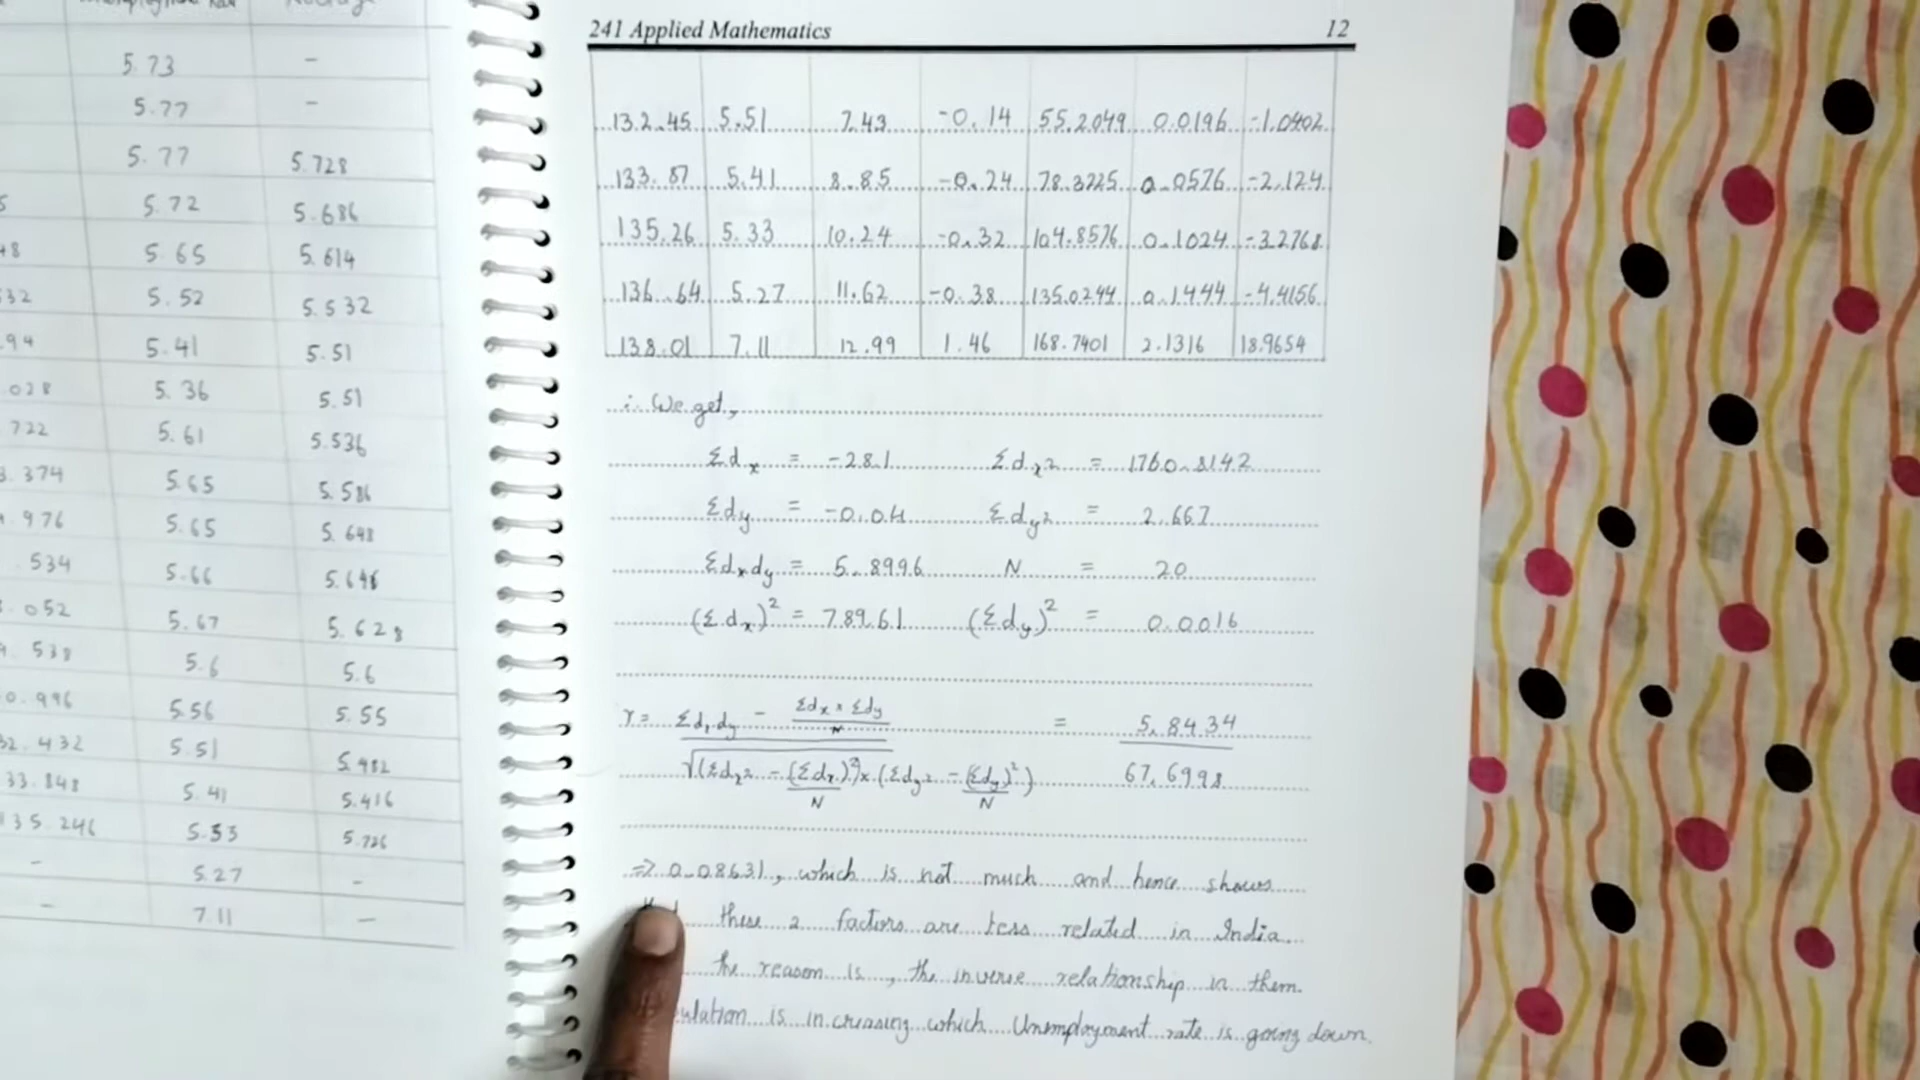 5.73 -
5.77 -
5.77 5.728
5.72 5.686
5.65 5.614
5.52 5.532
5.41 5.51
5.36 5.51
5.61 5.536
5.65 5.586
5.65 5.648
5.66 5.646
5.67 5.628
5.6 5.6
5.56 5.55
5.51 5.482
5.41 5.416
5.33 5.726
- 5.27 -
- 7.11 -
241 Applied Mathematics 12
132.45 5.51 7.43 -0.14 55.2049 0.0196 -1.0402
133.87 5.41 8.85 -0.24 78.3225 0.0576 -2.124
135.26 5.33 10.24 -0.32 104.8576 0.1024 -3.2768
136.64 5.27 11.62 -0.38 135.0244 0.1444 -4.4156
138.01 7.11 12.99 1.46 168.7401 2.1316 18.9654
∴ We get,
Σdx = -28.1 Σdx2 = 1760.8142
Σdy = -0.04 Σdy2 = 2.667
Σdxdy = 5.8996 N = 20
(Σdx)² = 789.61 (Σdy)² = 0.0016
r = Σdxdy - Σdx × Σdy / N = 5.8434
√(Σdx2 - (Σdx)²/N) × (Σdy2 - (Σdy)²/N) 67.6998
=> 0.08631, which is not much and hence shows
these 2 factors are less related in India.
the reason is, the inverse relationship in them.
is increasing which Unemployment rate is going down.